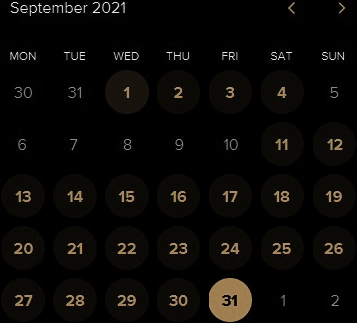 September 2021
MON TUE WED THU FRI SAT SUN
30 31 1 2 3 4 5
6 7 8 9 10 11 12
13 14 15 16 17 18 19
20 21 22 23 24 25 26
27 28 29 30 31 1 2